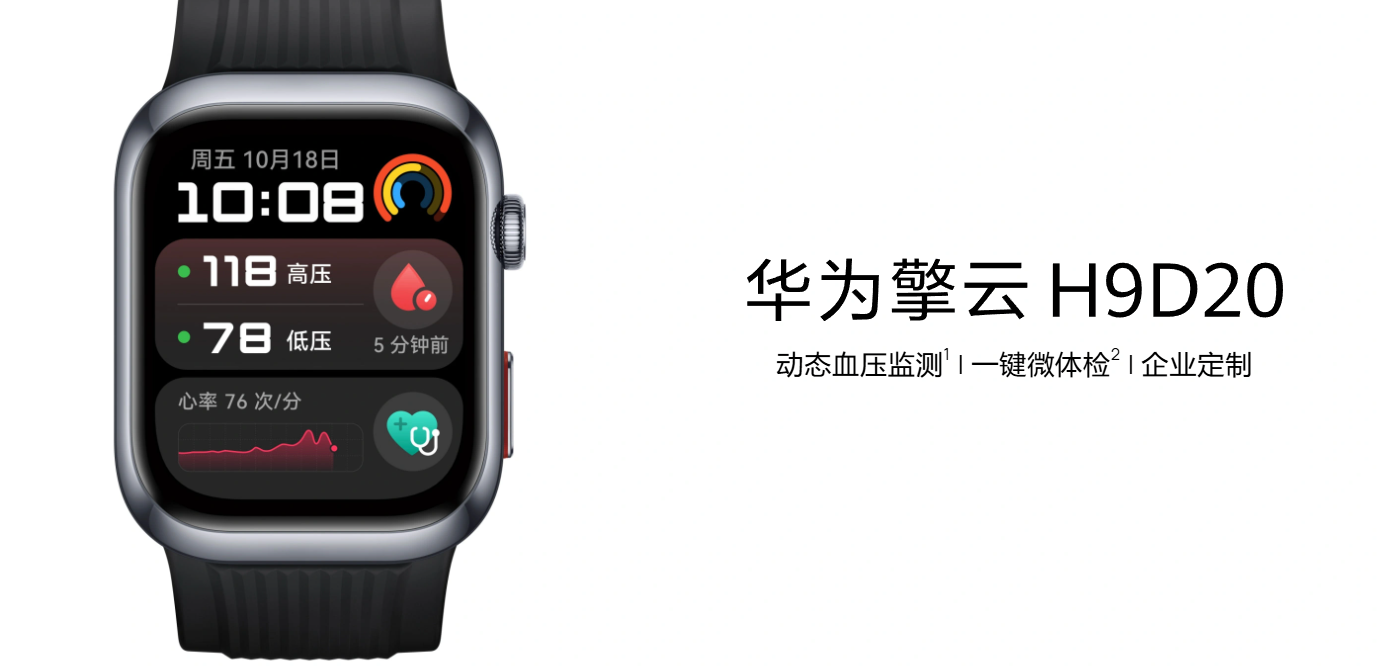 周五 10月18日
10:08
118 高压
78 低压
5 分钟前
心率 76 次/分
华为擎云 H9D20
动态血压监测1 | 一键微体检2 | 企业定制